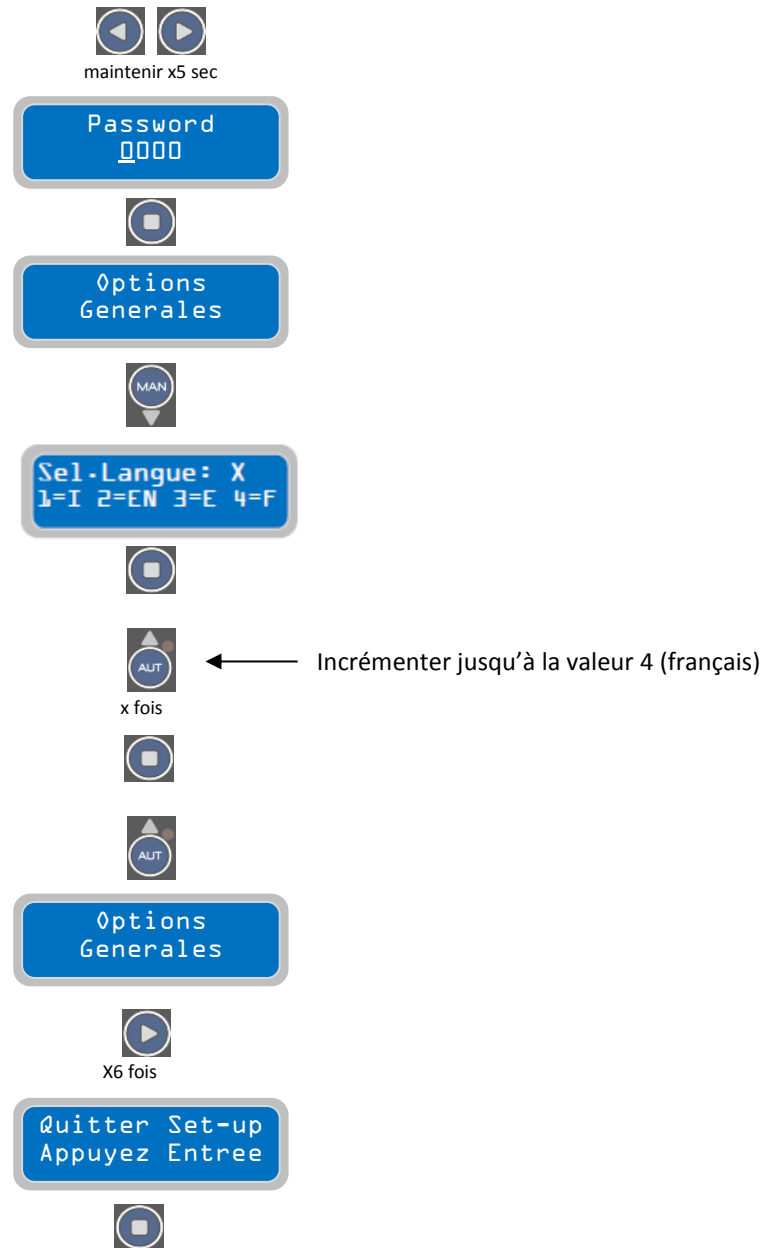 maintenir x5 sec
Password
0000
Options
Generales
MAN
Sel.Langue: X
1=I 2=EN 3=E 4=F
AUT
Incrémenter jusqu’à la valeur 4 (français)
x fois
AUT
Options
Generales
X6 fois
Quitter Set-up
Appuyez Entree